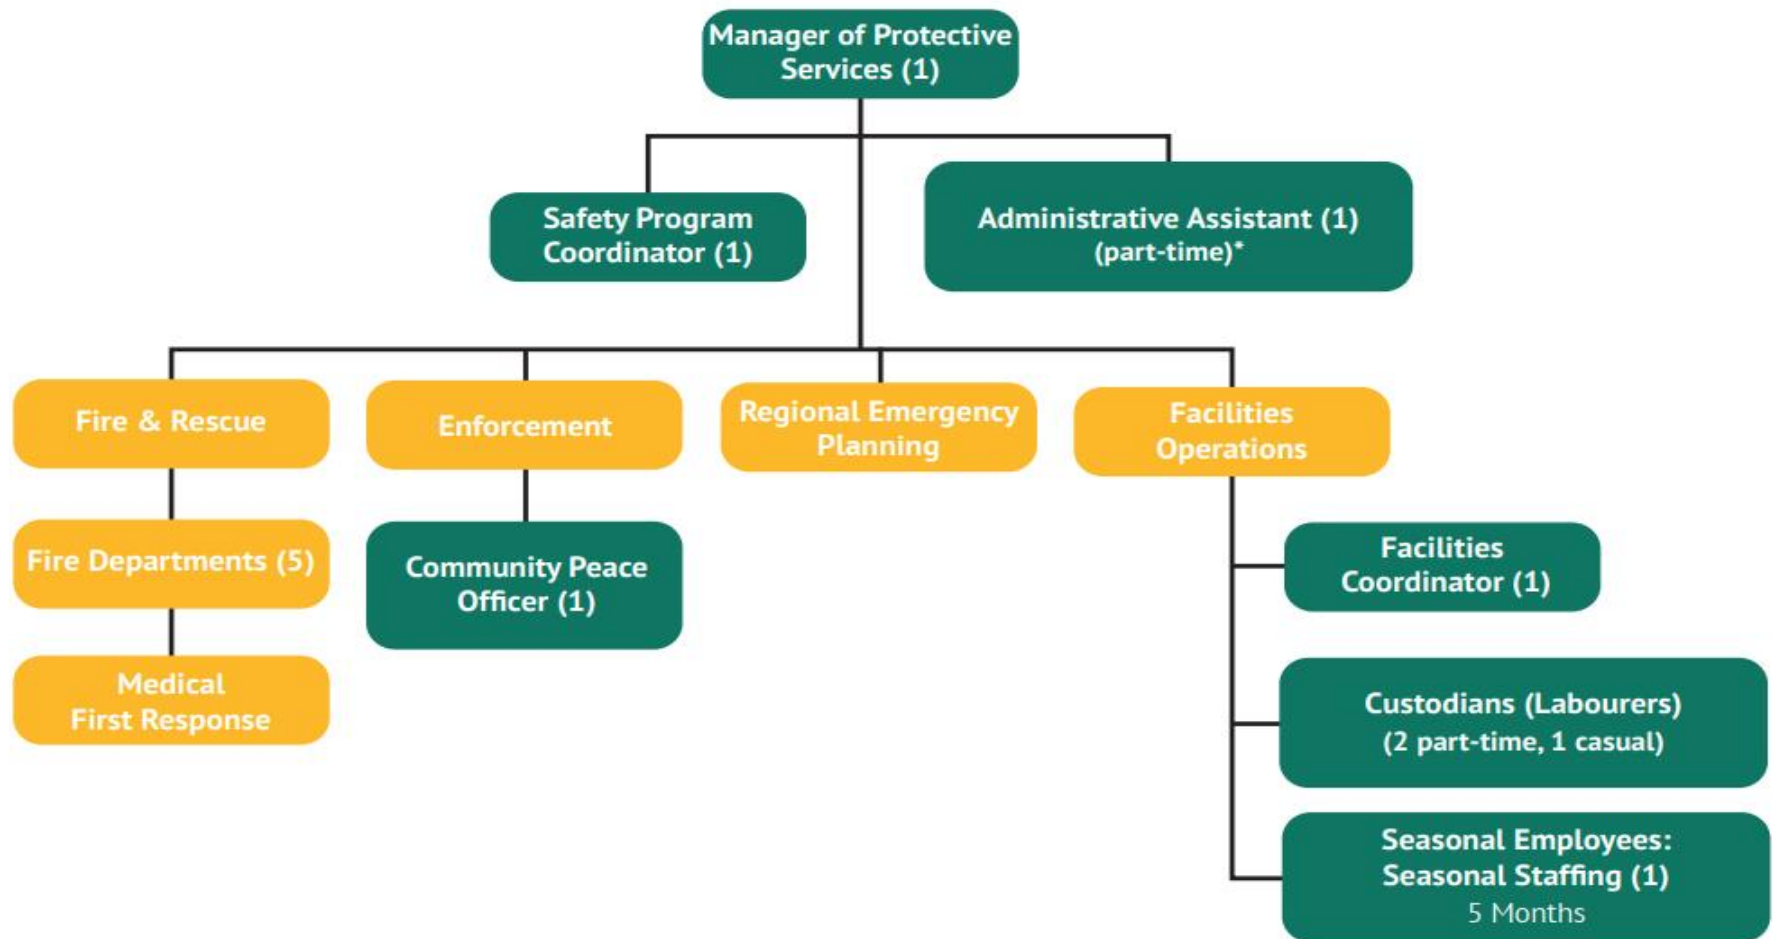 Manager of Protective
Services (1)
Safety Program
Coordinator (1)
Administrative Assistant (1)
(part-time)*
Fire & Rescue
Enforcement
Regional Emergency
Planning
Facilities
Operations
Fire Departments (5)
Community Peace
Officer (1)
Facilities
Coordinator (1)
Medical
First Response
Custodians (Labourers)
(2 part-time, 1 casual)
Seasonal Employees:
Seasonal Staffing (1)
5 Months